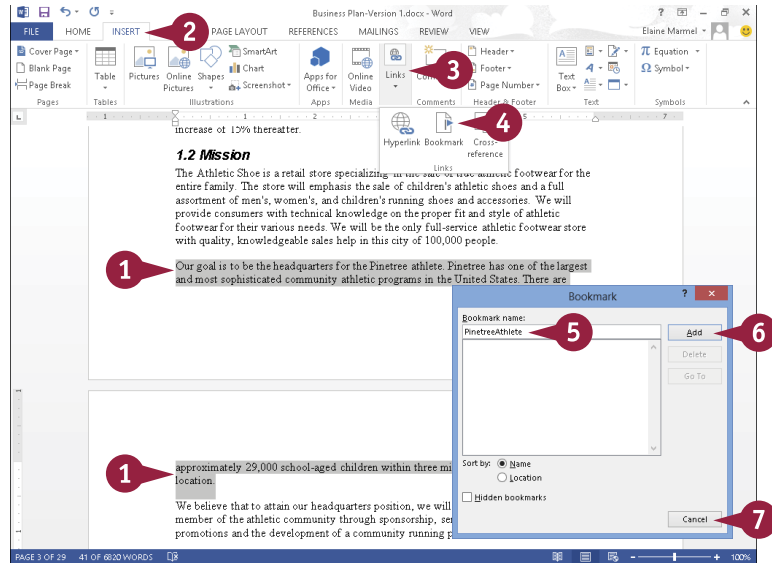 Business Plan-Version 1.docx - Word
FILE HOME INSERT PAGE LAYOUT REFERENCES MAILINGS REVIEW VIEW Elaine Marmel
2
Cover Page
Blank Page
Page Break
Pages
Table
Tables
Pictures
Online Pictures
Shapes
SmartArt
Chart
Screenshot
Illustrations
Apps for Office
Apps
Online Video
Media
Links
3
Comments
Header
Footer
Page Number
Header & Footer
Text Box
Text
Equation
Symbol
Symbols
4
Hyperlink Bookmark Cross-reference
Links
increase of 15% thereafter.
1.2 Mission
The Athletic Shoe is a retail store specializing in the sale of true athletic footwear for the
entire family. The store will emphasis the sale of children's athletic shoes and a full
assortment of men's, women's, and children's running shoes and accessories. We will
provide consumers with technical knowledge on the proper fit and style of athletic
footwear for their various needs. We will be the only full-service athletic footwear store
with quality, knowledgeable sales help in this city of 100,000 people.
1
Our goal is to be the headquarters for the Pinetree athlete. Pinetree has one of the largest
and most sophisticated community athletic programs in the United States. There are
Bookmark
Bookmark name:
PinetreeAthlete
5
Add
6
Delete
Go To
Sort by: Name
Location
Hidden bookmarks
Cancel
7
1
approximately 29,000 school-aged children within three mi
location.
We believe that to attain our headquarters position, we will
member of the athletic community through sponsorship, ser
promotions and the development of a community running p
PAGE 3 OF 29 41 OF 6820 WORDS 100%